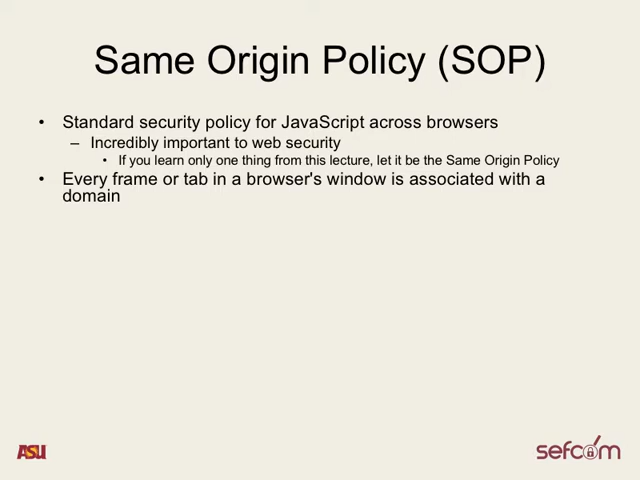 Same Origin Policy (SOP)
• Standard security policy for JavaScript across browsers
– Incredibly important to web security
• If you learn only one thing from this lecture, let it be the Same Origin Policy
• Every frame or tab in a browser's window is associated with a
domain
ASU
sefcom